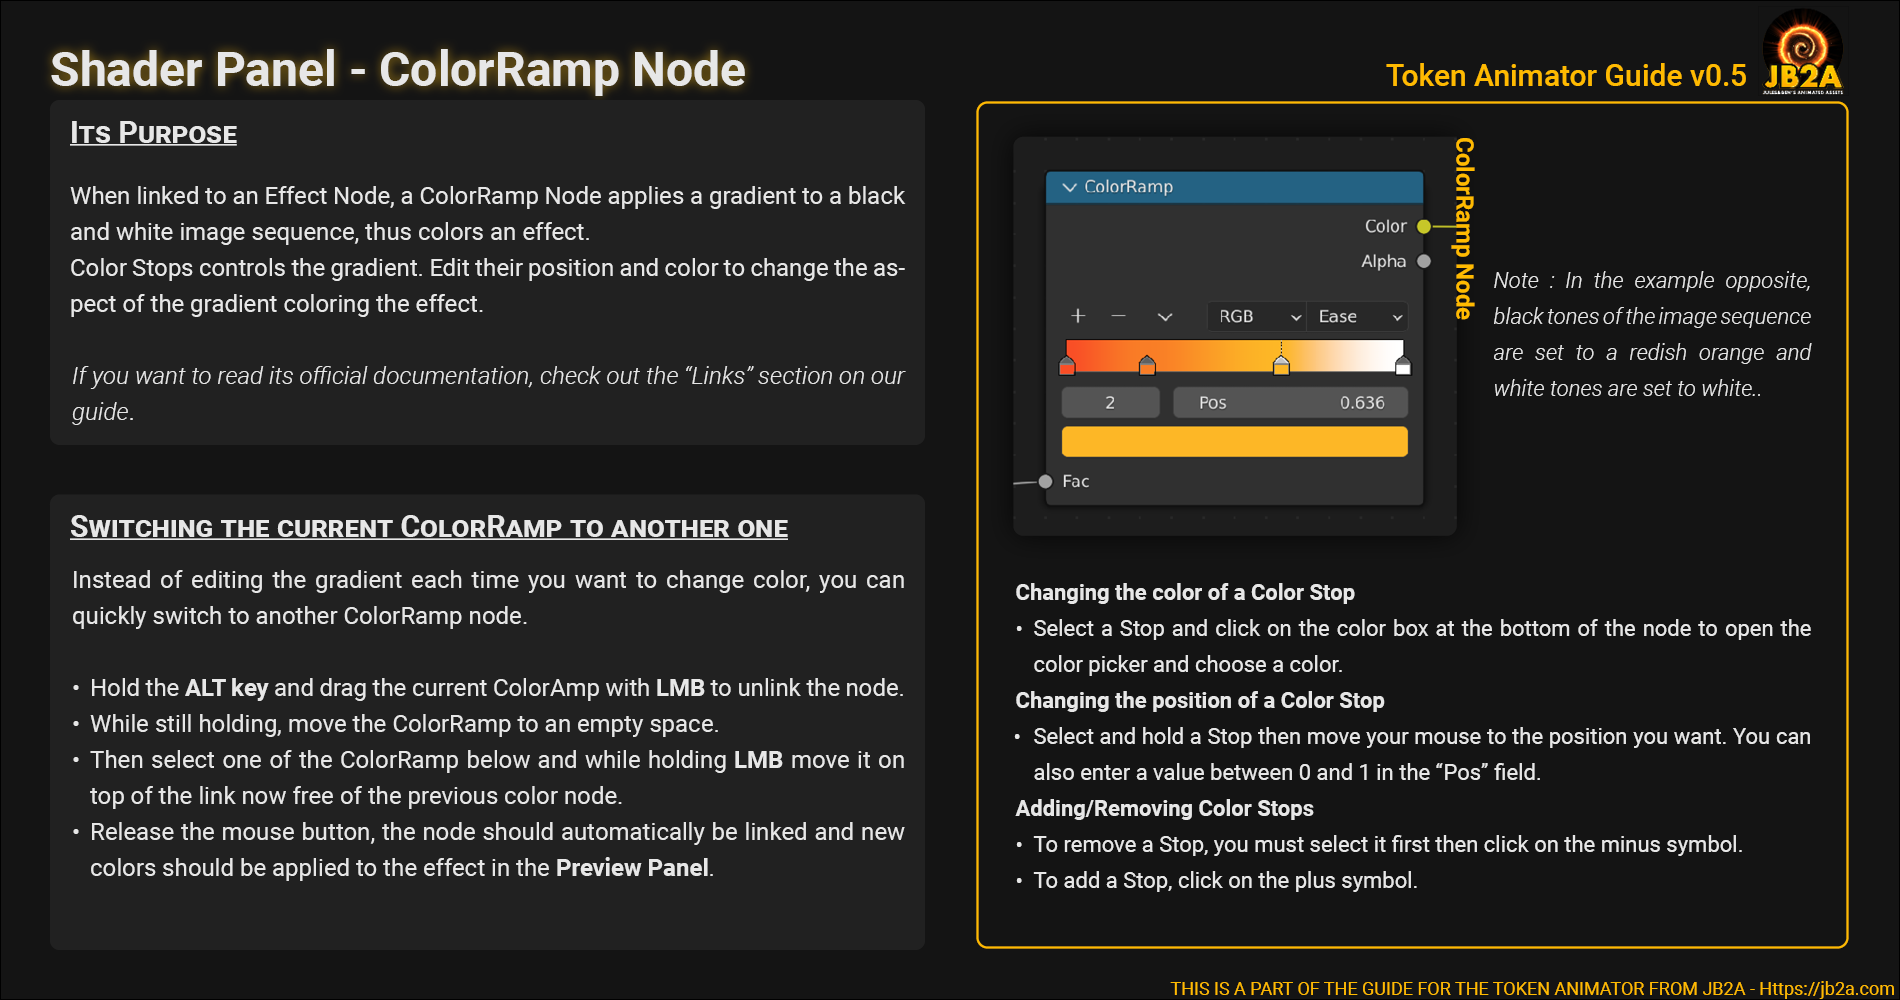 Shader Panel - ColorRamp Node
Token Animator Guide v0.5
JB2A
JULES&BEN'S ANIMATED ASSETS
Its Purpose
When linked to an Effect Node, a ColorRamp Node applies a gradient to a black
and white image sequence, thus colors an effect.
Color Stops controls the gradient. Edit their position and color to change the as-
pect of the gradient coloring the effect.
If you want to read its official documentation, check out the “Links” section on our
guide.
Switching the current ColorRamp to another one
Instead of editing the gradient each time you want to change color, you can
quickly switch to another ColorRamp node.
• Hold the ALT key and drag the current ColorAmp with LMB to unlink the node.
• While still holding, move the ColorRamp to an empty space.
• Then select one of the ColorRamp below and while holding LMB move it on
top of the link now free of the previous color node.
• Release the mouse button, the node should automatically be linked and new
colors should be applied to the effect in the Preview Panel.
ColorRamp
Color
Alpha
RGB
Ease
2
Pos 0.636
Fac
ColorRamp Node
Note : In the example opposite,
black tones of the image sequence
are set to a redish orange and
white tones are set to white..
Changing the color of a Color Stop
• Select a Stop and click on the color box at the bottom of the node to open the
color picker and choose a color.
Changing the position of a Color Stop
• Select and hold a Stop then move your mouse to the position you want. You can
also enter a value between 0 and 1 in the “Pos” field.
Adding/Removing Color Stops
• To remove a Stop, you must select it first then click on the minus symbol.
• To add a Stop, click on the plus symbol.
THIS IS A PART OF THE GUIDE FOR THE TOKEN ANIMATOR FROM JB2A - Https://jb2a.com